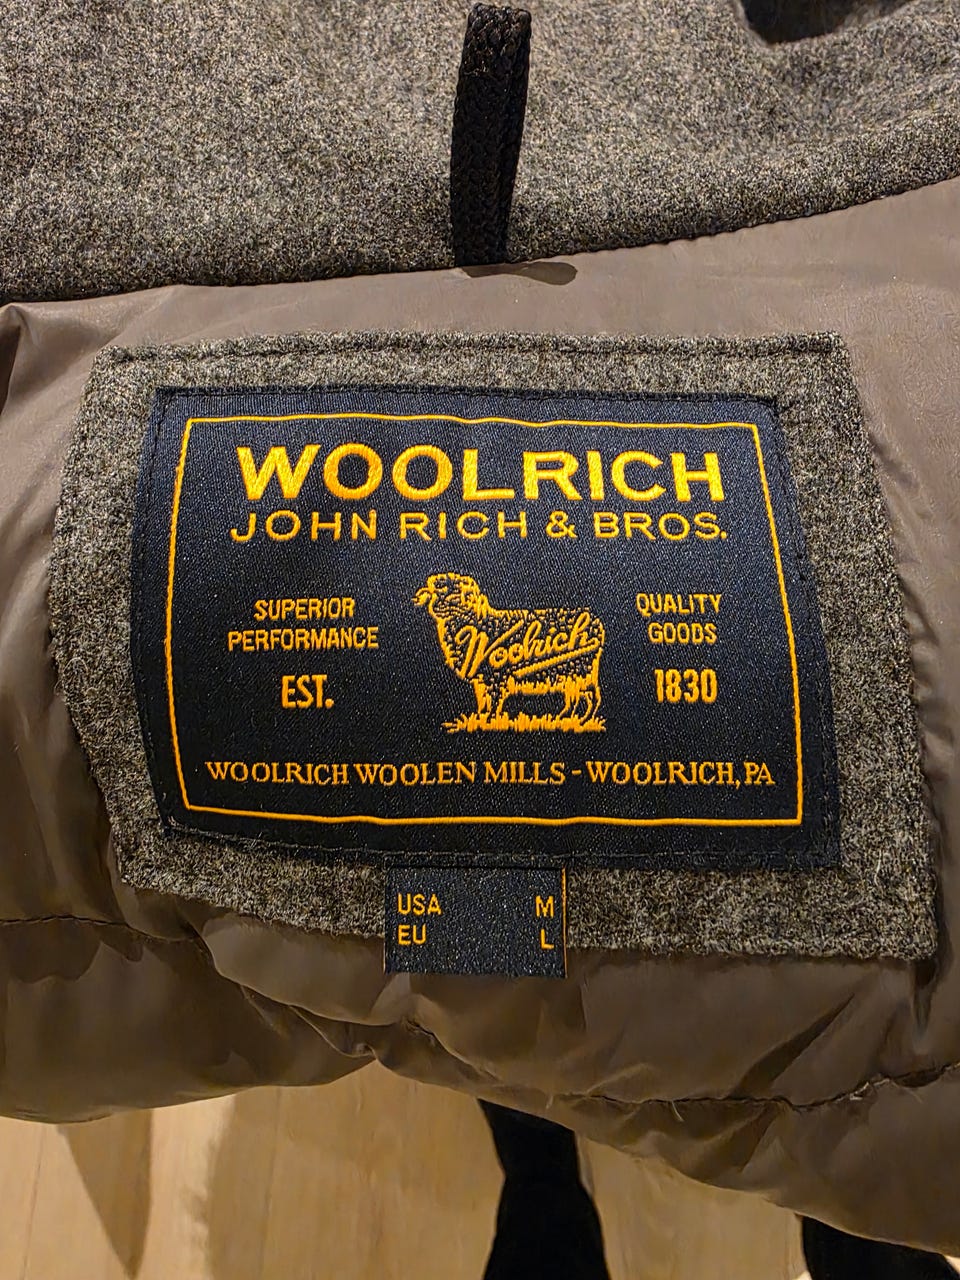 WOOLRICH
JOHN RICH & BROS.
SUPERIOR
PERFORMANCE
EST.
Woolrich
QUALITY
GOODS
1830
WOOLRICH WOOLEN MILLS - WOOLRICH, PA
USA M
EU L